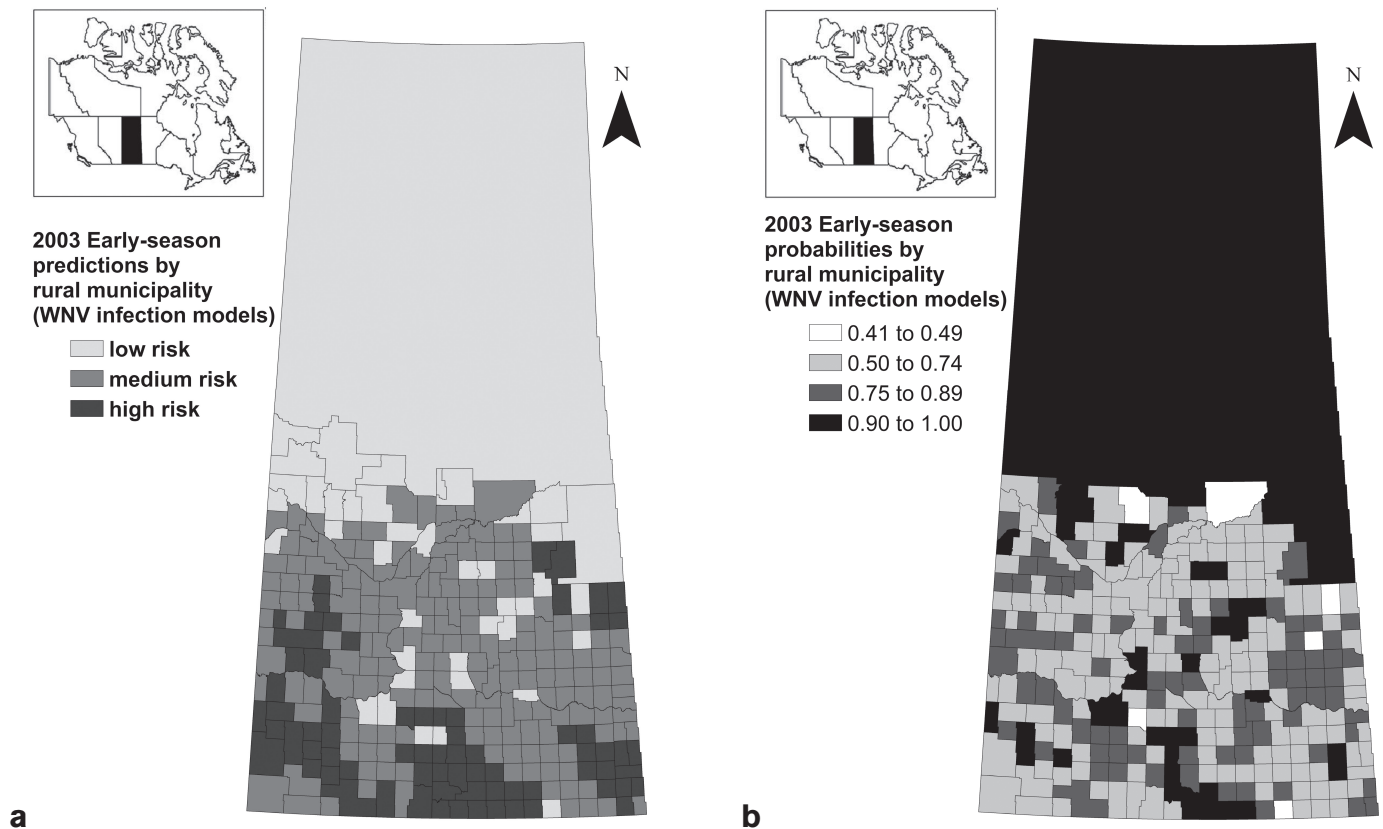 N
2003 Early-season
predictions by
rural municipality
(WNV infection models)
low risk
medium risk
high risk
a
N
2003 Early-season
probabilities by
rural municipality
(WNV infection models)
0.41 to 0.49
0.50 to 0.74
0.75 to 0.89
0.90 to 1.00
b